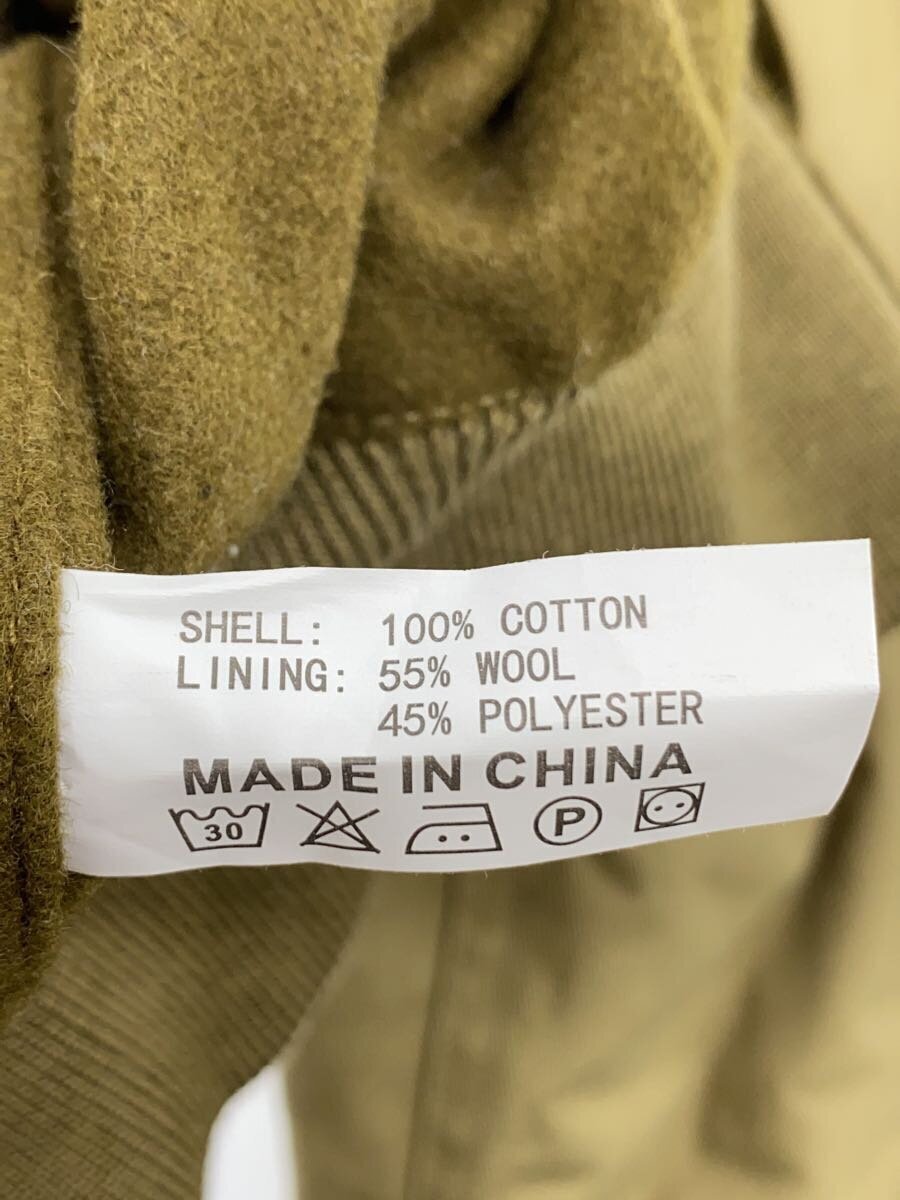 SHELL: 100% COTTON
LINING: 55% WOOL
45% POLYESTER
MADE IN CHINA
30 P